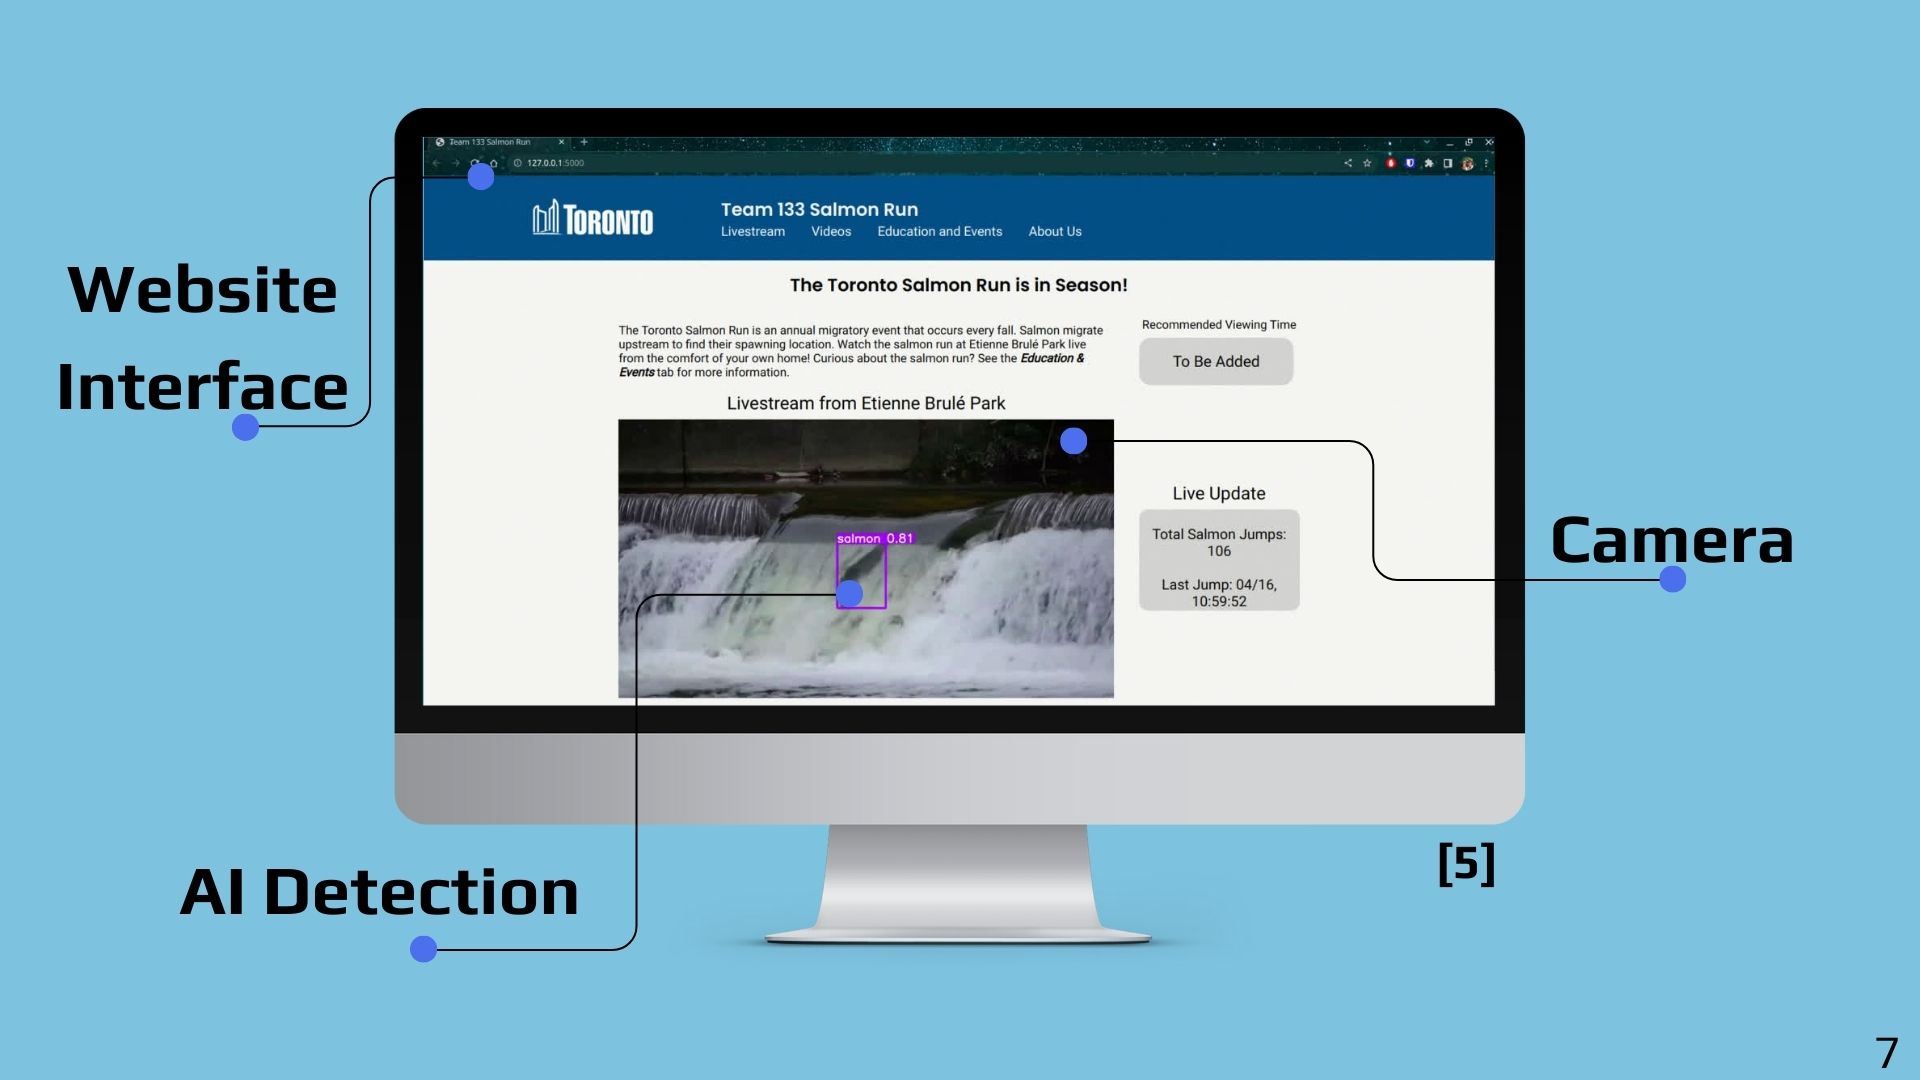 Team 133 Salmon Run
127.0.0.1:5000
TORONTO
Team 133 Salmon Run
Livestream Videos Education and Events About Us
The Toronto Salmon Run is in Season!
The Toronto Salmon Run is an annual migratory event that occurs every fall. Salmon migrate
upstream to find their spawning location. Watch the salmon run at Etienne Brulé Park live
from the comfort of your own home! Curious about the salmon run? See the Education &
Events tab for more information.
Recommended Viewing Time
To Be Added
Livestream from Etienne Brulé Park
salmon 0.81
Live Update
Total Salmon Jumps:
106
Last Jump: 04/16,
10:59:52
Website
Interface
Camera
AI Detection
[5]
7